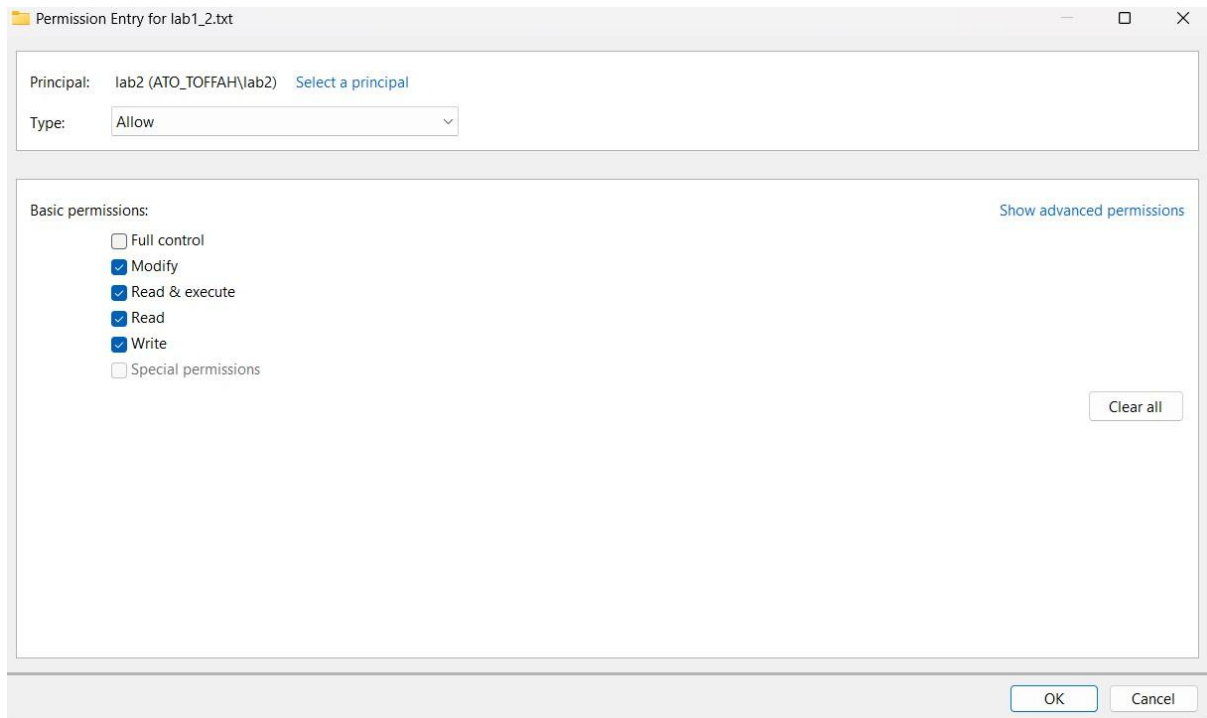 Permission Entry for lab1_2.txt
Principal: lab2 (ATO_TOFFAH\lab2) Select a principal
Type: Allow
Basic permissions: Show advanced permissions
Full control
Modify
Read & execute
Read
Write
Special permissions
Clear all
OK Cancel